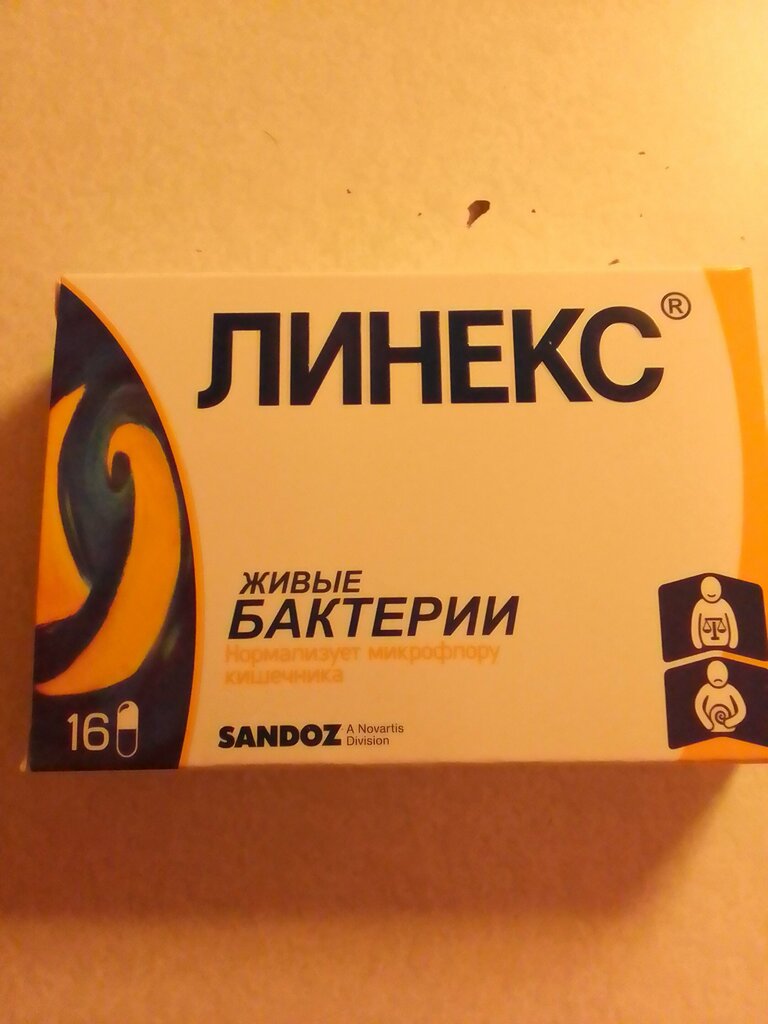 ЛИНЕКС®
ЖИВЫЕ
БАКТЕРИИ
Нормализует микрофлору
кишечника
16
SANDOZ A Novartis
Division